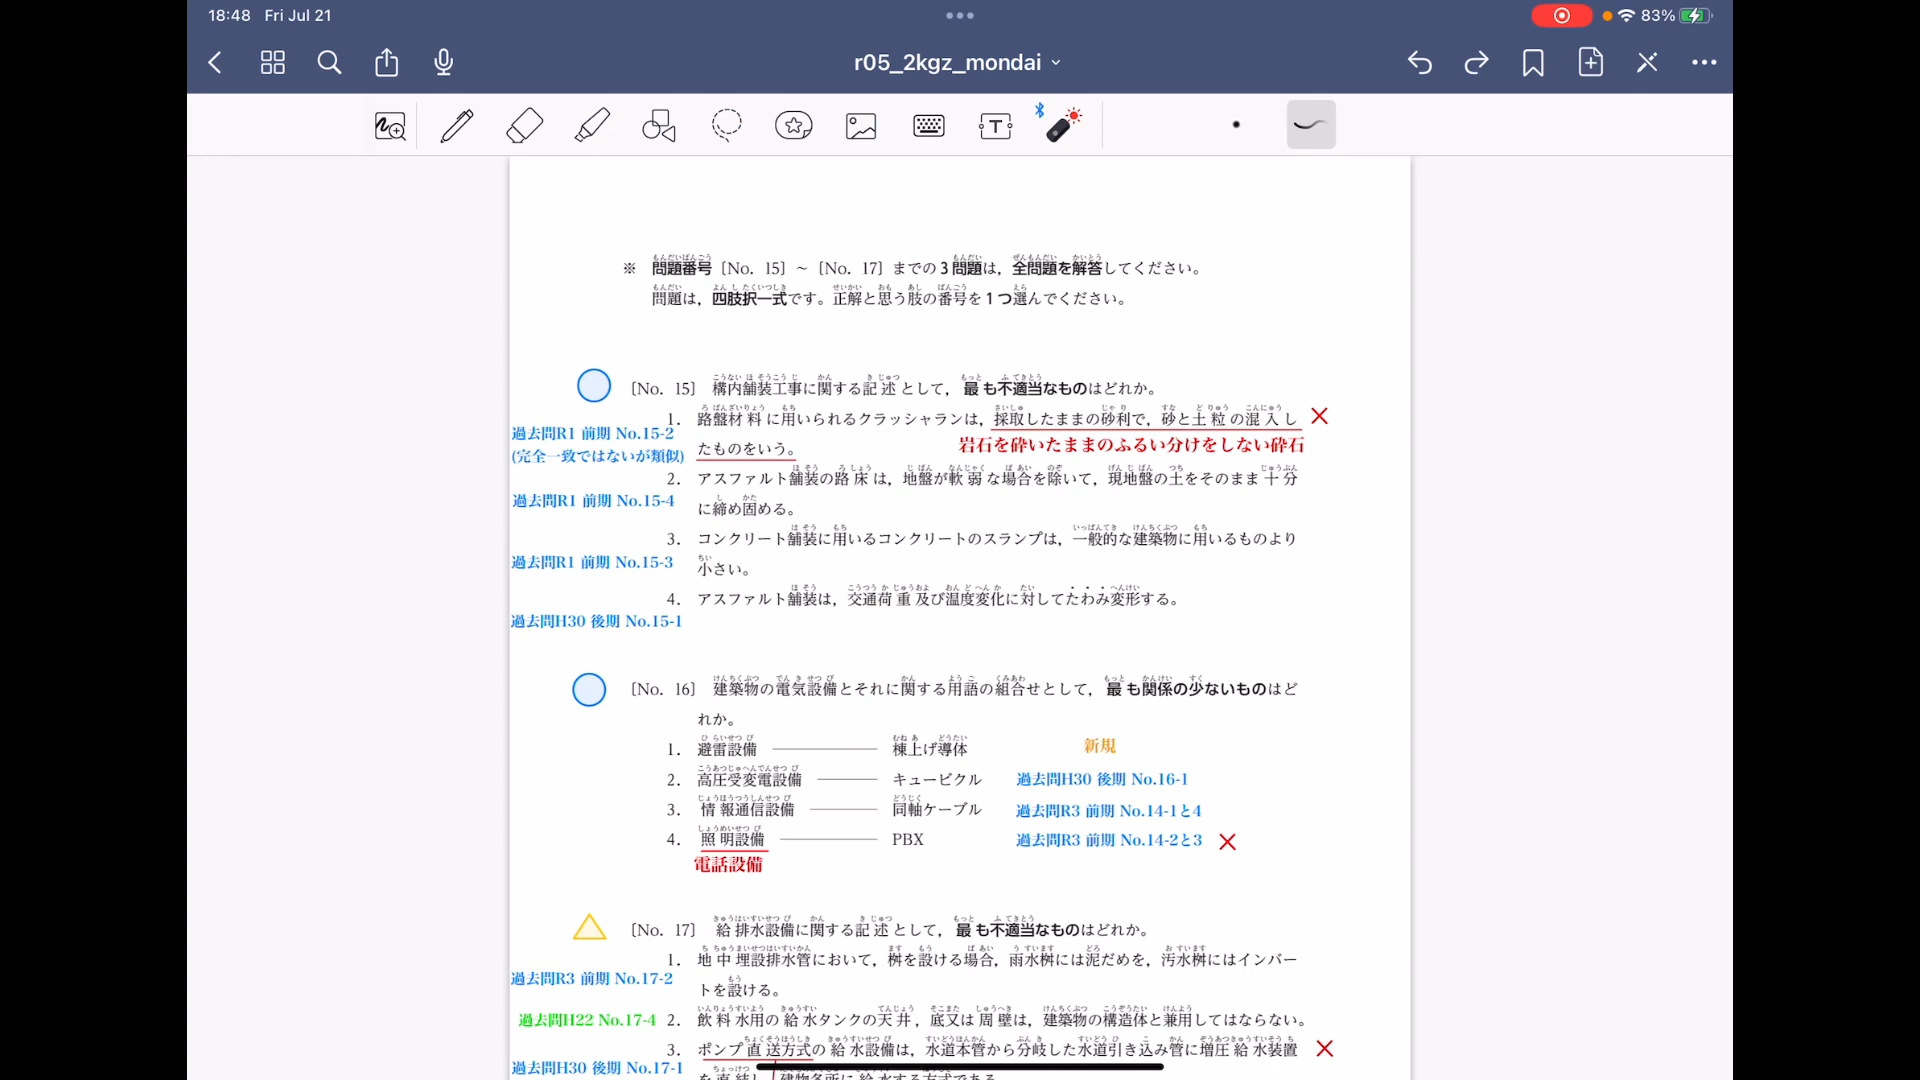 18:48 Fri Jul 21
83%
r05_2kgz_mondai
※ 問題番号〔No. 15〕~〔No. 17〕までの3問題は，全問題を解答してください。
問題は，四肢択一式です。正解と思う肢の番号を1つ選んでください。
〔No. 15〕 構内舗装工事に関する記述として，最も不適当なものはどれか。
1. 路盤材料に用いられるクラッシャランは，採取したままの砂利で，砂と土粒の混入し
過去問R1 前期 No.15-2
岩石を砕いたままのふるい分けをしない砕石
たものをいう。
(完全一致ではないが類似)
2. アスファルト舗装の路床は，地盤が軟弱な場合を除いて，現地盤の土をそのまま十分
過去問R1 前期 No.15-4
に締め固める。
3. コンクリート舗装に用いるコンクリートのスランプは，一般的な建築物に用いるものより
過去問R1 前期 No.15-3
小さい。
4. アスファルト舗装は，交通荷重及び温度変化に対してたわみ変形する。
過去問H30 後期 No.15-1
〔No. 16〕 建築物の電気設備とそれに関する用語の組合せとして，最も関係の少ないものはど
れか。
1. 避雷設備 ――― 棟上げ導体 新規
2. 高圧受変電設備 ――― キュービクル 過去問H30 後期 No.16-1
3. 情報通信設備 ――― 同軸ケーブル 過去問R3 前期 No.14-1と4
4. 照明設備 ――― PBX 過去問R3 前期 No.14-2と3
電話設備
〔No. 17〕 給排水設備に関する記述として，最も不適当なものはどれか。
1. 地中埋設排水管において，桝を設ける場合，雨水桝には泥だめを，汚水桝にはインバー
過去問R3 前期 No.17-2
トを設ける。
過去問H22 No.17-4 2. 飲料水用の給水タンクの天井，底又は周壁は，建築物の構造体と兼用してはならない。
3. ポンプ直送方式の給水設備は，水道本管から分岐した水道引き込み管に増圧給水装置
過去問H30 後期 No.17-1
を直結し，建物各所に給水する方式である。